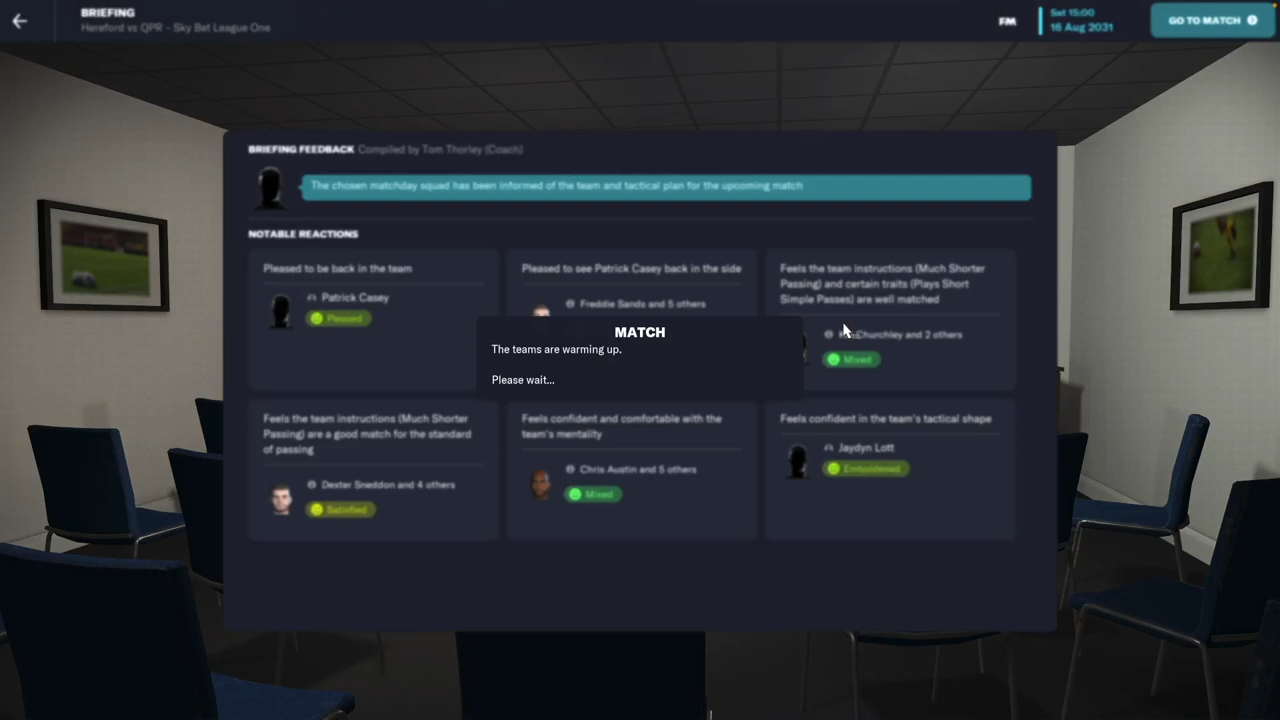 BRIEFING
Hereford vs QPR - Sky Bet League One
FM
Sat 15:00
16 Aug 2031
GO TO MATCH
BRIEFING FEEDBACK Compiled by Tom Thorley (Coach)
The chosen matchday squad has been informed of the team and tactical plan for the upcoming match
NOTABLE REACTIONS
Pleased to be back in the team
Patrick Casey
Pleased
Pleased to see Patrick Casey back in the side
Freddie Sands and 5 others
Feels the team instructions (Much Shorter
Passing) and certain traits (Plays Short
Simple Passes) are well matched
Churchley and 2 others
Mixed
MATCH
The teams are warming up.
Please wait...
Feels the team instructions (Much Shorter
Passing) are a good match for the standard
of passing
Dexter Sneddon and 4 others
Satisfied
Feels confident and comfortable with the
team's mentality
Chris Austin and 5 others
Mixed
Feels confident in the team's tactical shape
Jaydyn Lott
Emboldened